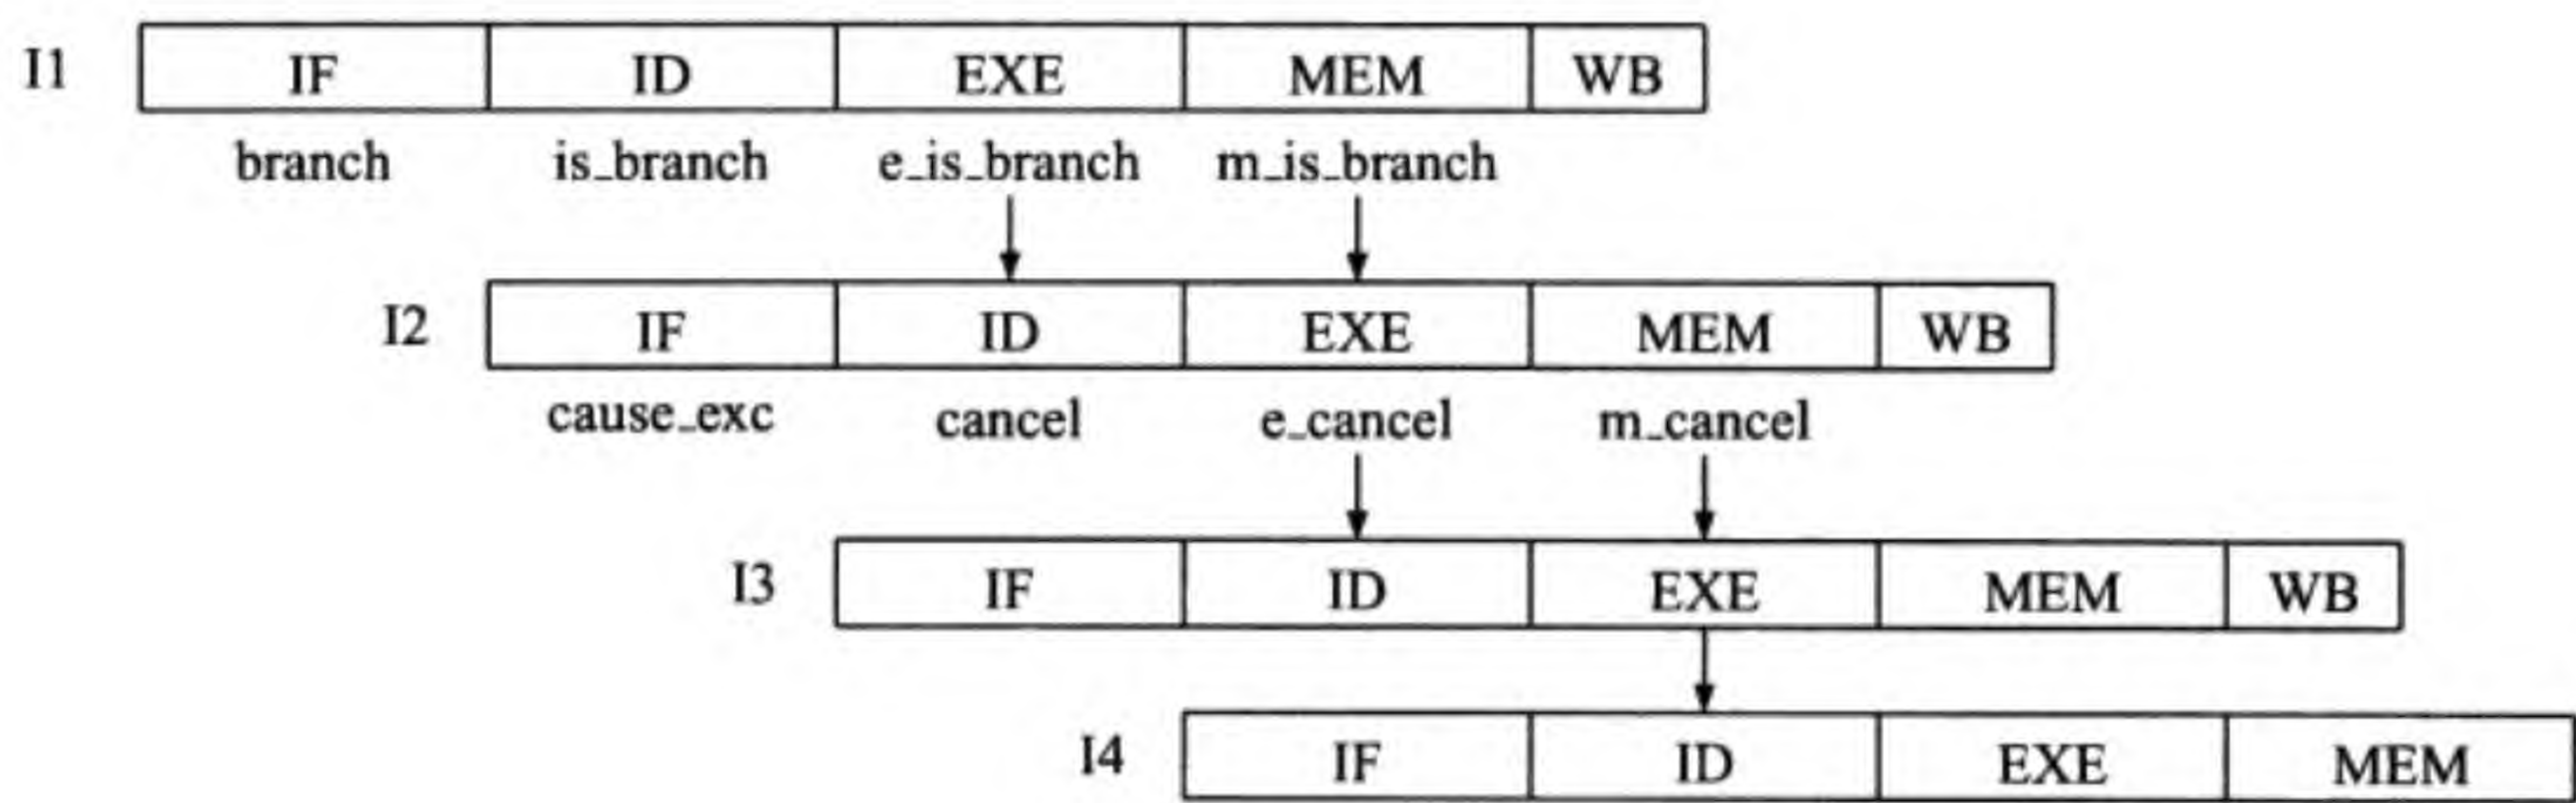 I1 IF ID EXE MEM WB
branch is_branch e_is_branch m_is_branch
I2 IF ID EXE MEM WB
cause_exc cancel e_cancel m_cancel
I3 IF ID EXE MEM WB
I4 IF ID EXE MEM